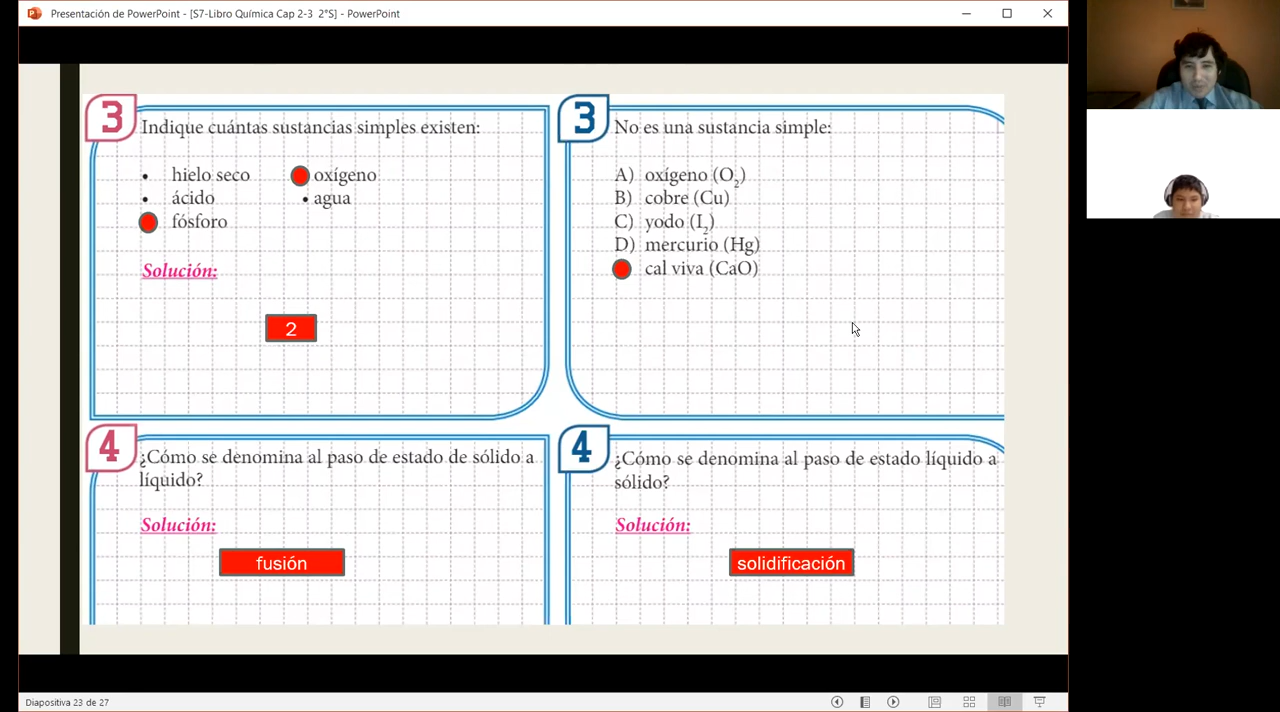 Presentación de PowerPoint - [S7-Libro Química Cap 2-3 2°S] - PowerPoint
3
Indique cuántas sustancias simples existen:
• hielo seco
oxígeno
• ácido
• agua
fósforo
Solución:
2
3
No es una sustancia simple:
A) oxígeno (O₂)
B) cobre (Cu)
C) yodo (I₂)
D) mercurio (Hg)
cal viva (CaO)
4
¿Cómo se denomina al paso de estado de sólido a
líquido?
Solución:
fusión
4
¿Cómo se denomina al paso de estado líquido a
sólido?
Solución:
solidificación
Diapositiva 23 de 27